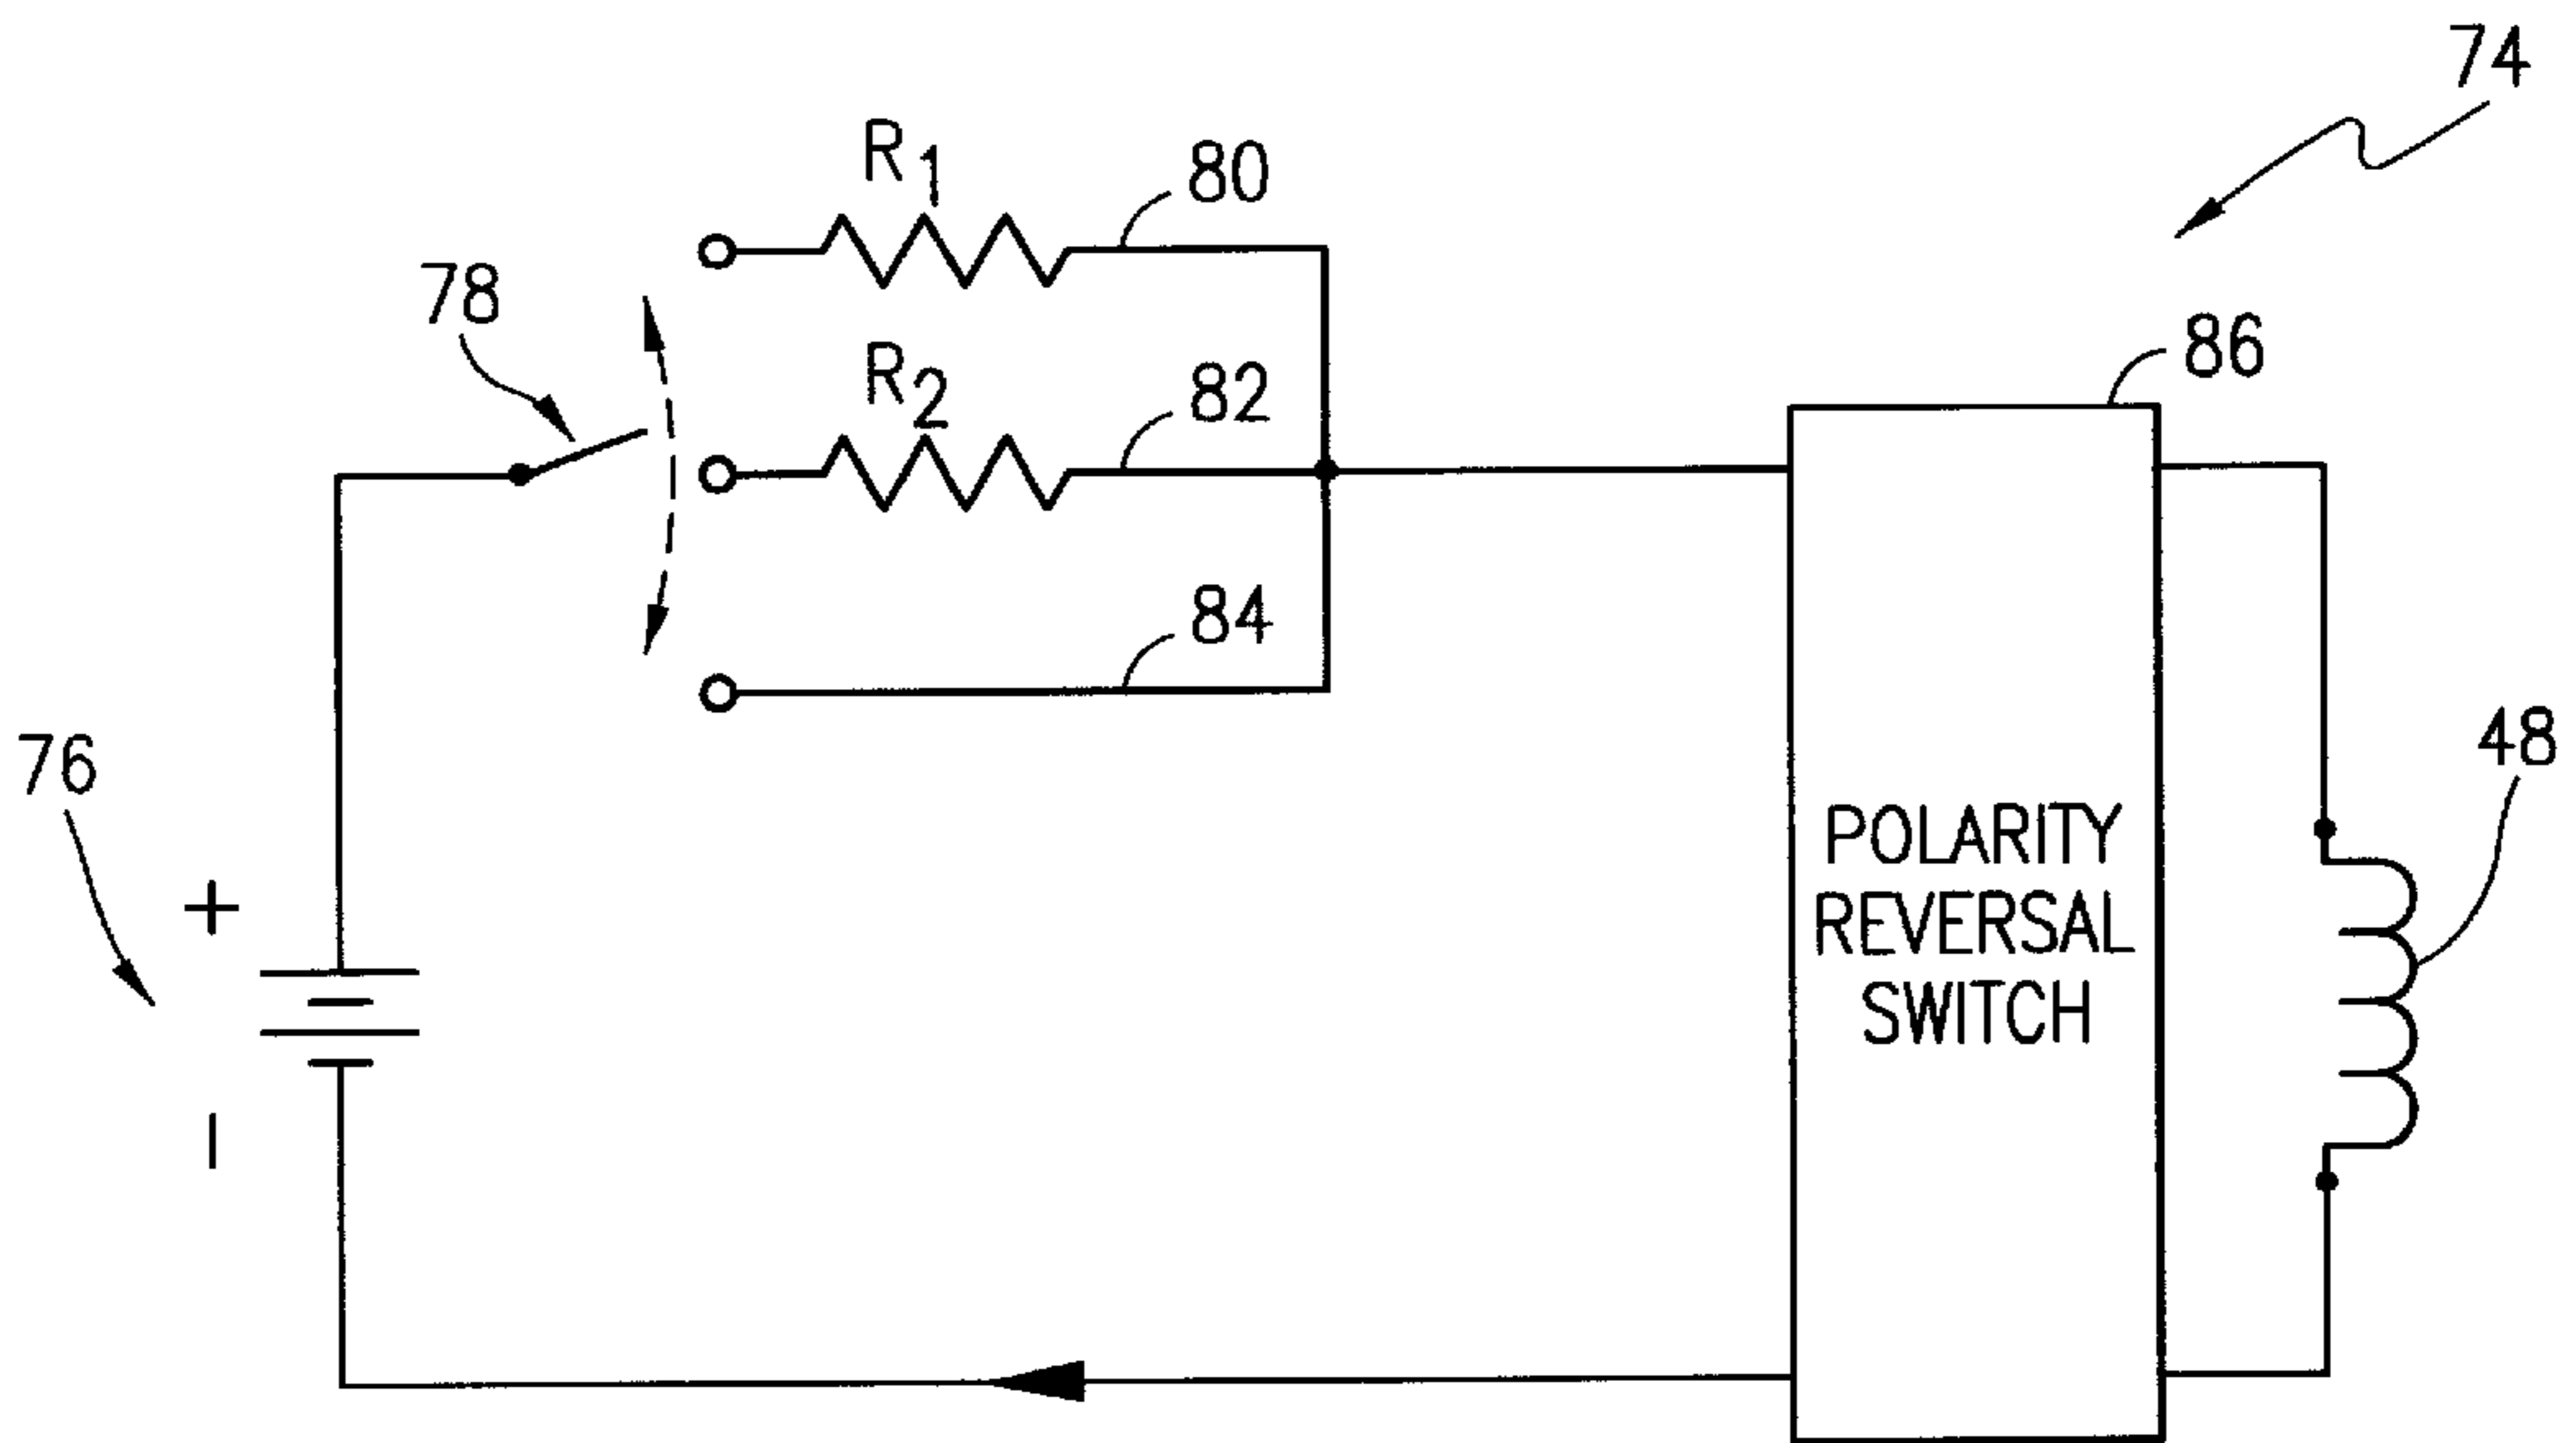 74
R1
80
78
R2
82
86
84
76
48
+
POLARITY
REVERSAL
SWITCH
−